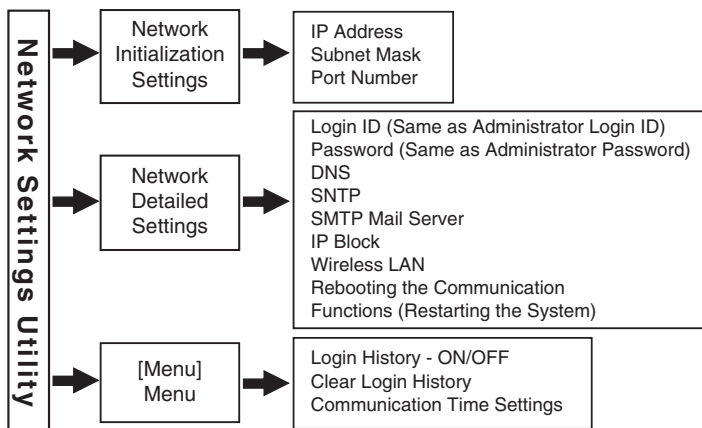 Network Settings Utility
Network
Initialization
Settings
IP Address
Subnet Mask
Port Number
Network
Detailed
Settings
Login ID (Same as Administrator Login ID)
Password (Same as Administrator Password)
DNS
SNTP
SMTP Mail Server
IP Block
Wireless LAN
Rebooting the Communication
Functions (Restarting the System)
[Menu]
Menu
Login History - ON/OFF
Clear Login History
Communication Time Settings